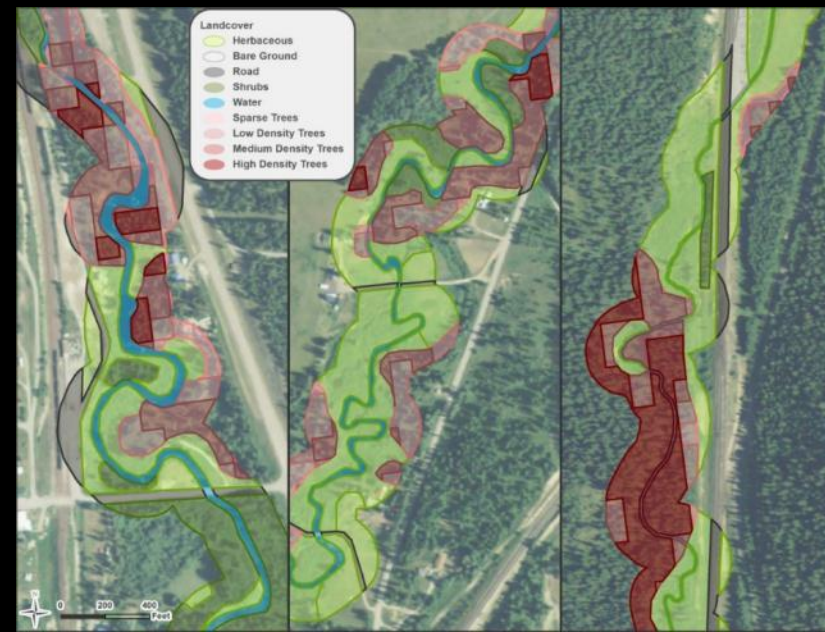 Landcover
Herbaceous
Bare Ground
Road
Shrubs
Water
Sparse Trees
Low Density Trees
Medium Density Trees
High Density Trees
N
0 200 400
Feet